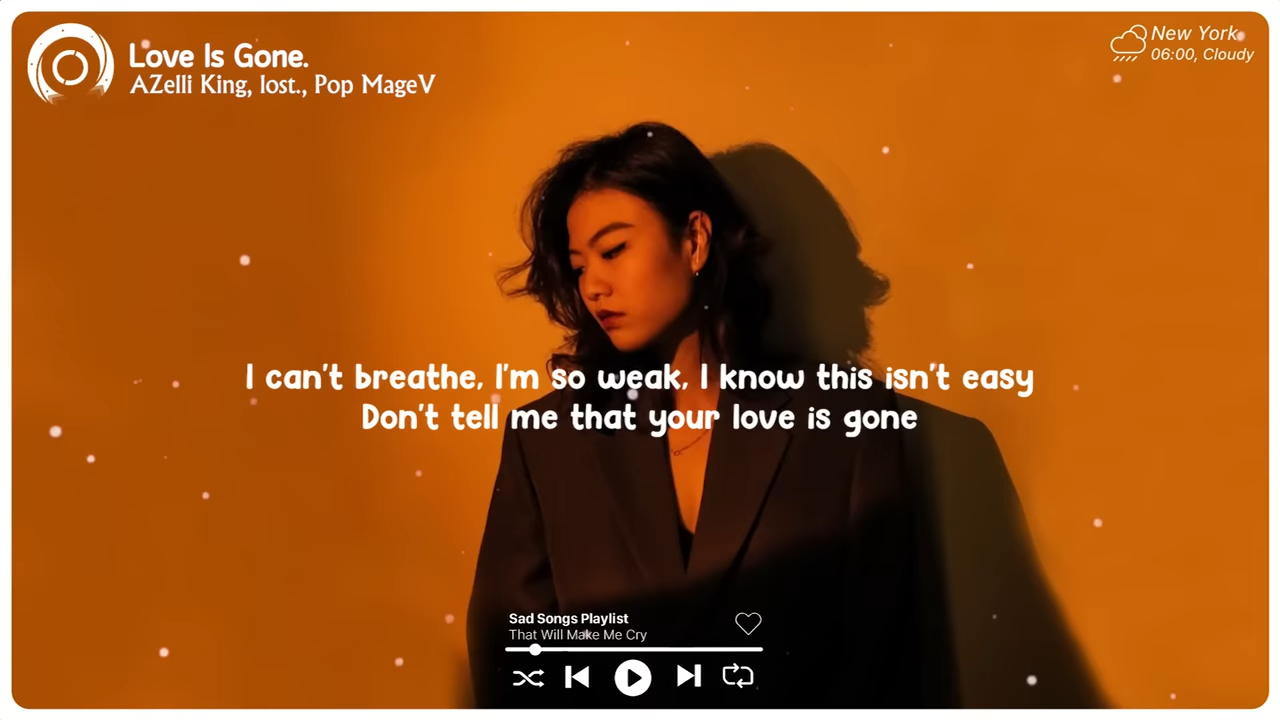 Love Is Gone.
AZelli King, lost., Pop MageV
New York
06:00, Cloudy
I can't breathe, I'm so weak, I know this isn't easy
Don't tell me that your love is gone
Sad Songs Playlist
That Will Make Me Cry